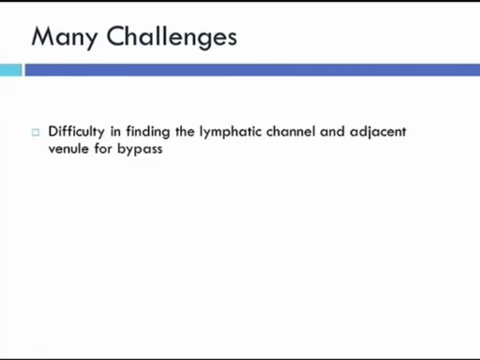 Many Challenges
Difficulty in finding the lymphatic channel and adjacent
venule for bypass